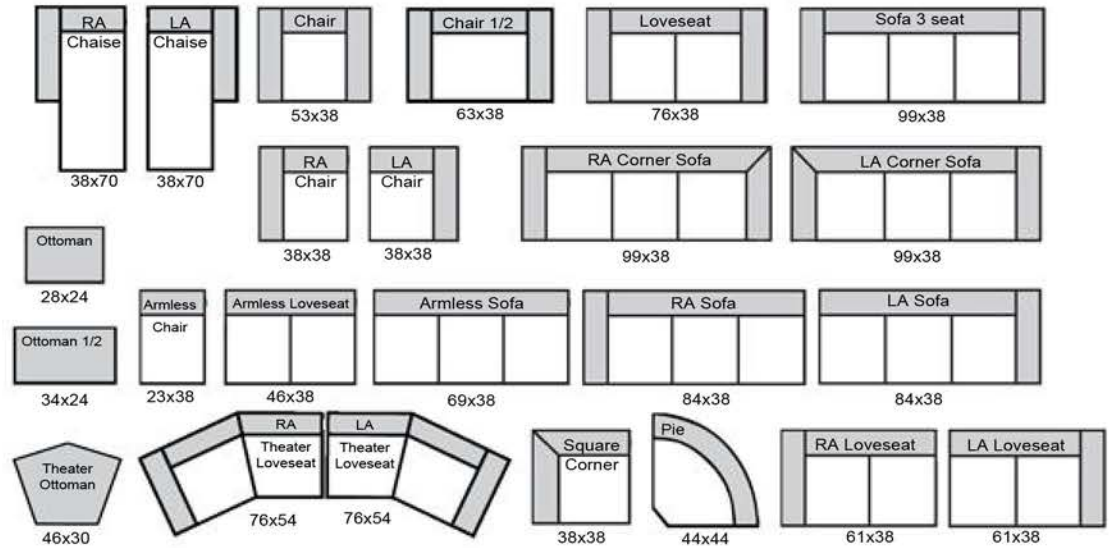 RA
Chaise
38x70
LA
Chaise
38x70
Chair
53x38
Chair 1/2
63x38
Loveseat
76x38
Sofa 3 seat
99x38
RA
Chair
38x38
LA
Chair
38x38
RA Corner Sofa
99x38
LA Corner Sofa
99x38
Ottoman
28x24
Ottoman 1/2
34x24
Armless
Chair
23x38
Armless Loveseat
46x38
Armless Sofa
69x38
RA Sofa
84x38
LA Sofa
84x38
Theater
Ottoman
46x30
RA
Theater
Loveseat
76x54
LA
Theater
Loveseat
76x54
Square
Corner
38x38
Pie
44x44
RA Loveseat
61x38
LA Loveseat
61x38